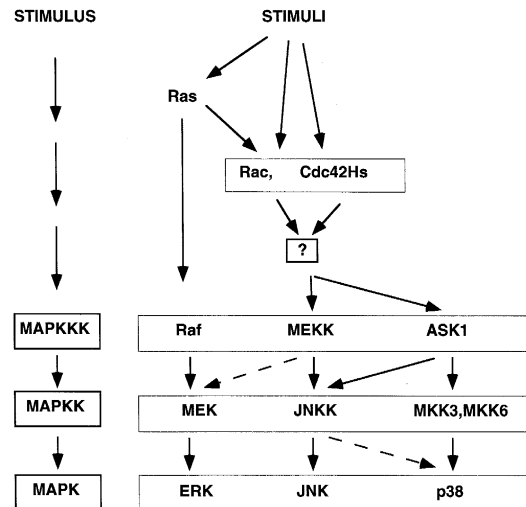 STIMULUS STIMULI
Ras
Rac, Cdc42Hs
?
MAPKKK Raf MEKK ASK1
MAPKK MEK JNKK MKK3,MKK6
MAPK ERK JNK p38